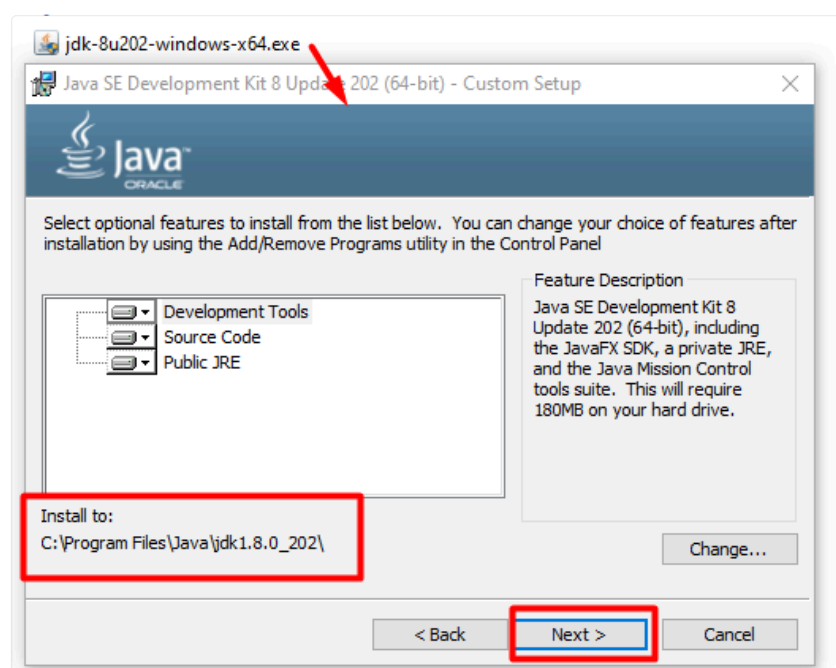 jdk-8u202-windows-x64.exe
Java SE Development Kit 8 Update 202 (64-bit) - Custom Setup
Java™
ORACLE
Select optional features to install from the list below. You can change your choice of features after
installation by using the Add/Remove Programs utility in the Control Panel
Development Tools
Source Code
Public JRE
Feature Description
Java SE Development Kit 8
Update 202 (64-bit), including
the JavaFX SDK, a private JRE,
and the Java Mission Control
tools suite. This will require
180MB on your hard drive.
Install to:
C:\Program Files\Java\jdk1.8.0_202\
Change...
< Back
Next >
Cancel